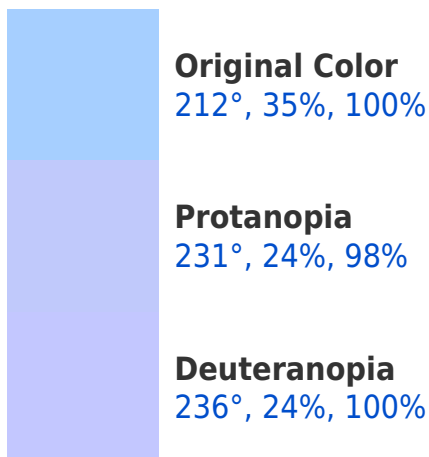 Original Color
212°, 35%, 100%
Protanopia
231°, 24%, 98%
Deuteranopia
236°, 24%, 100%